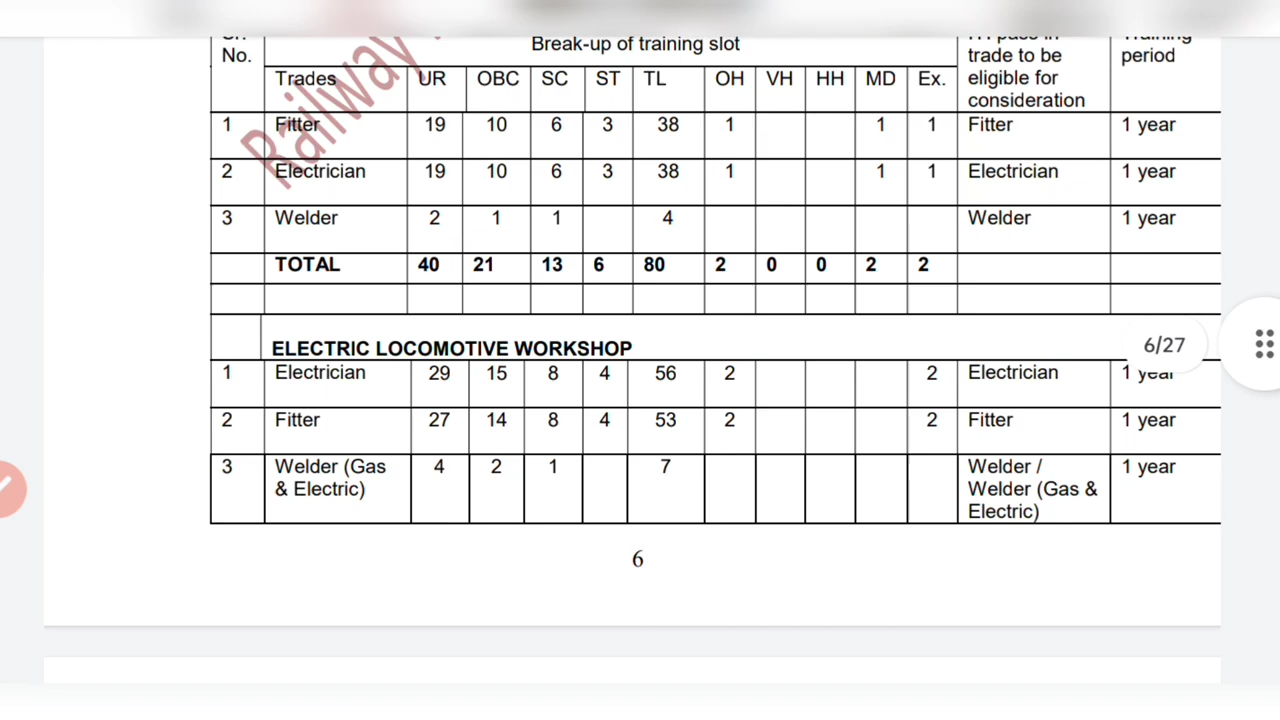 No. Break-up of training slot trade to be eligible for consideration period
Trades UR OBC SC ST TL OH VH HH MD Ex.
1 Fitter 19 10 6 3 38 1 1 1 Fitter 1 year
2 Electrician 19 10 6 3 38 1 1 1 Electrician 1 year
3 Welder 2 1 1 4 Welder 1 year
TOTAL 40 21 13 6 80 2 0 0 2 2
ELECTRIC LOCOMOTIVE WORKSHOP
6/27
1 Electrician 29 15 8 4 56 2 2 Electrician 1 year
2 Fitter 27 14 8 4 53 2 2 Fitter 1 year
3 Welder (Gas & Electric) 4 2 1 7 Welder / Welder (Gas & Electric) 1 year
6
Railway